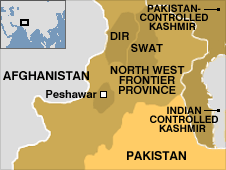 PAKISTAN-
CONTROLLED
KASHMIR
DIR
SWAT
AFGHANISTAN
NORTH WEST
FRONTIER
PROVINCE
Peshawar
INDIAN
CONTROLLED
KASHMIR
PAKISTAN